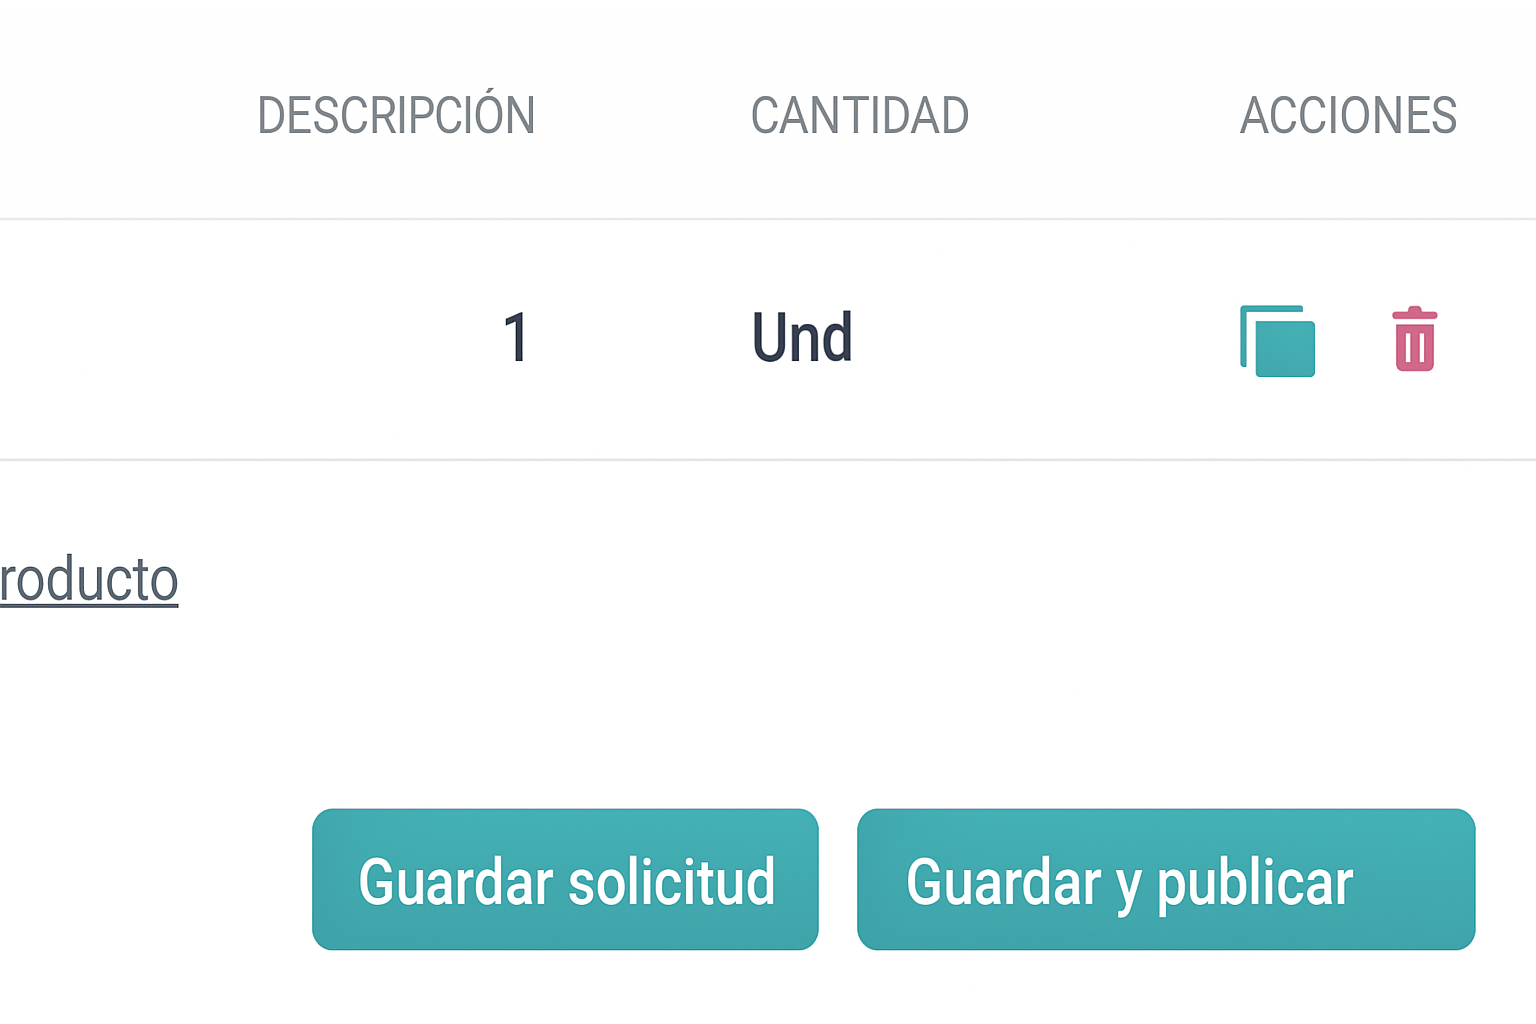 DESCRIPCIÓN CANTIDAD ACCIONES
1 Und
roducto
Guardar solicitud Guardar y publicar